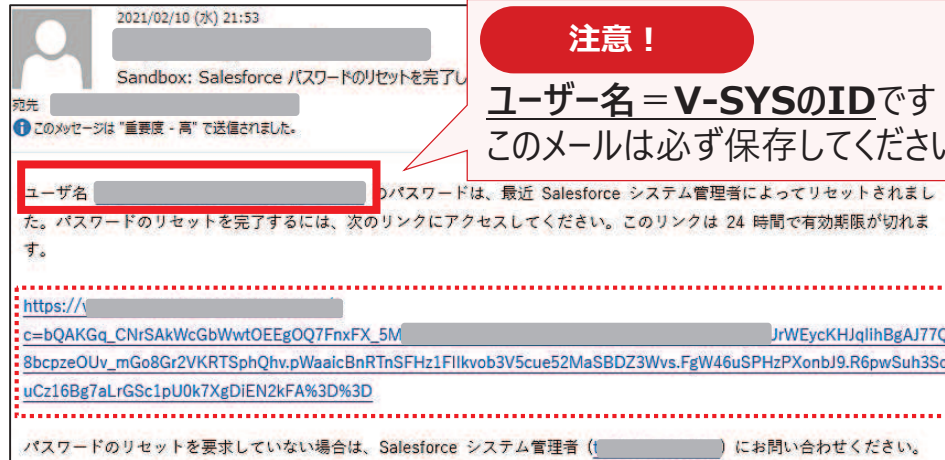 2021/02/10 (水) 21:53
Sandbox: Salesforce パスワードのリセットを完了し
宛先
このメッセージは "重要度 - 高" で送信されました。
注意！
ユーザー名＝V-SYSのIDです
このメールは必ず保存してください
ユーザ名 のパスワードは、最近 Salesforce システム管理者によってリセットされまし
た。パスワードのリセットを完了するには、次のリンクにアクセスしてください。このリンクは 24 時間で有効期限が切れま
す。
https://
c=bQAKGq_CNrSAkWcGbWwtOEEgOQ7FnxFX_5M JrWEycKHJqlihBgAJ77Q
8bcpzeOUv_mGo8Gr2VKRTSphQhv.pWaaicBnRTnSFHz1FIlkvob3V5cue52MaSBDZ3Wvs.FgW46uSPHzPXonbJ9.R6pwSuh3Sc
uCz16Bg7aLrGSc1pU0k7XgDiEN2kFA%3D%3D
パスワードのリセットを要求していない場合は、Salesforce システム管理者 ( ) にお問い合わせください。